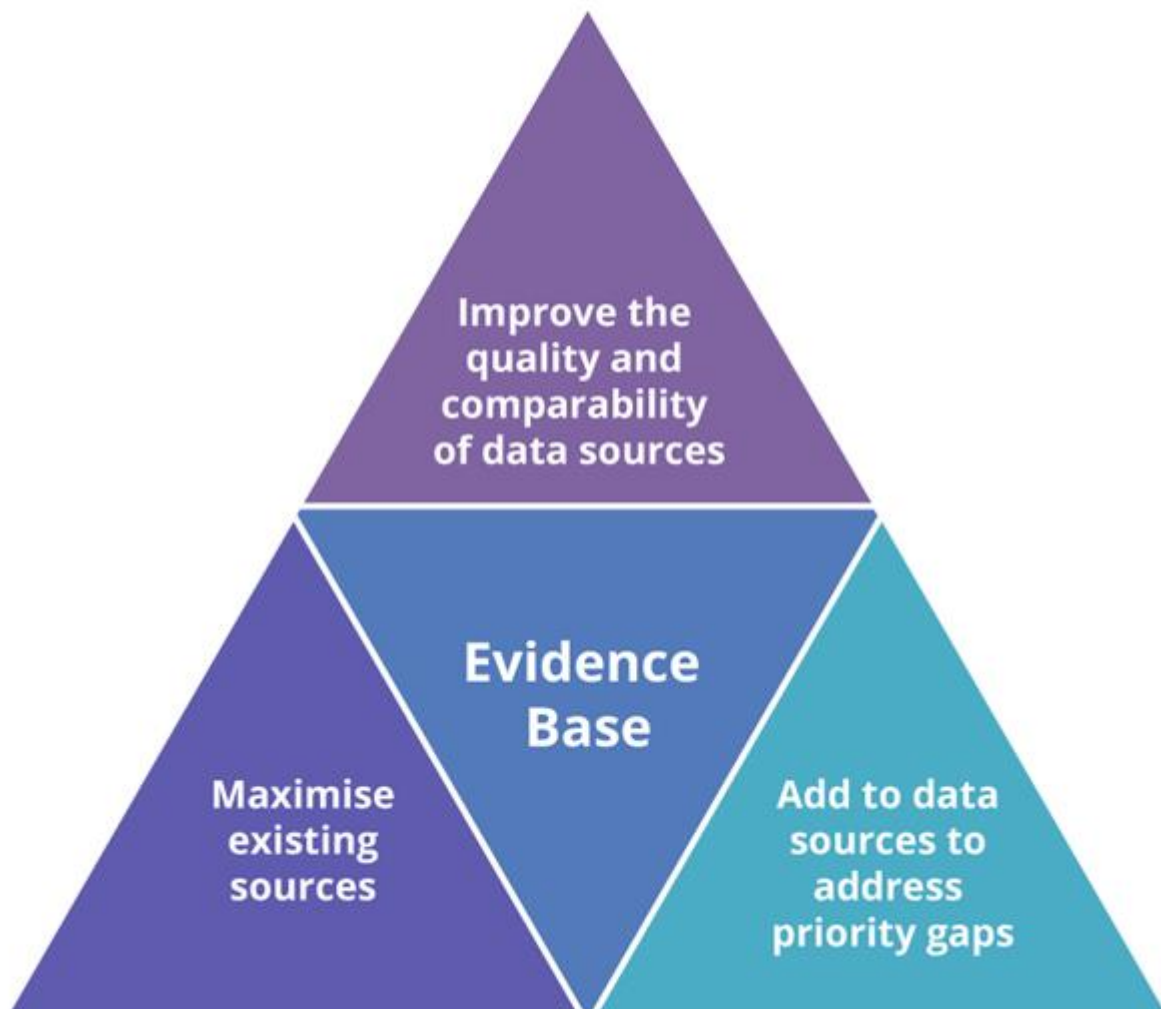 Improve the
quality and
comparability
of data sources
Evidence
Base
Maximise
existing
sources
Add to data
sources to
address
priority gaps